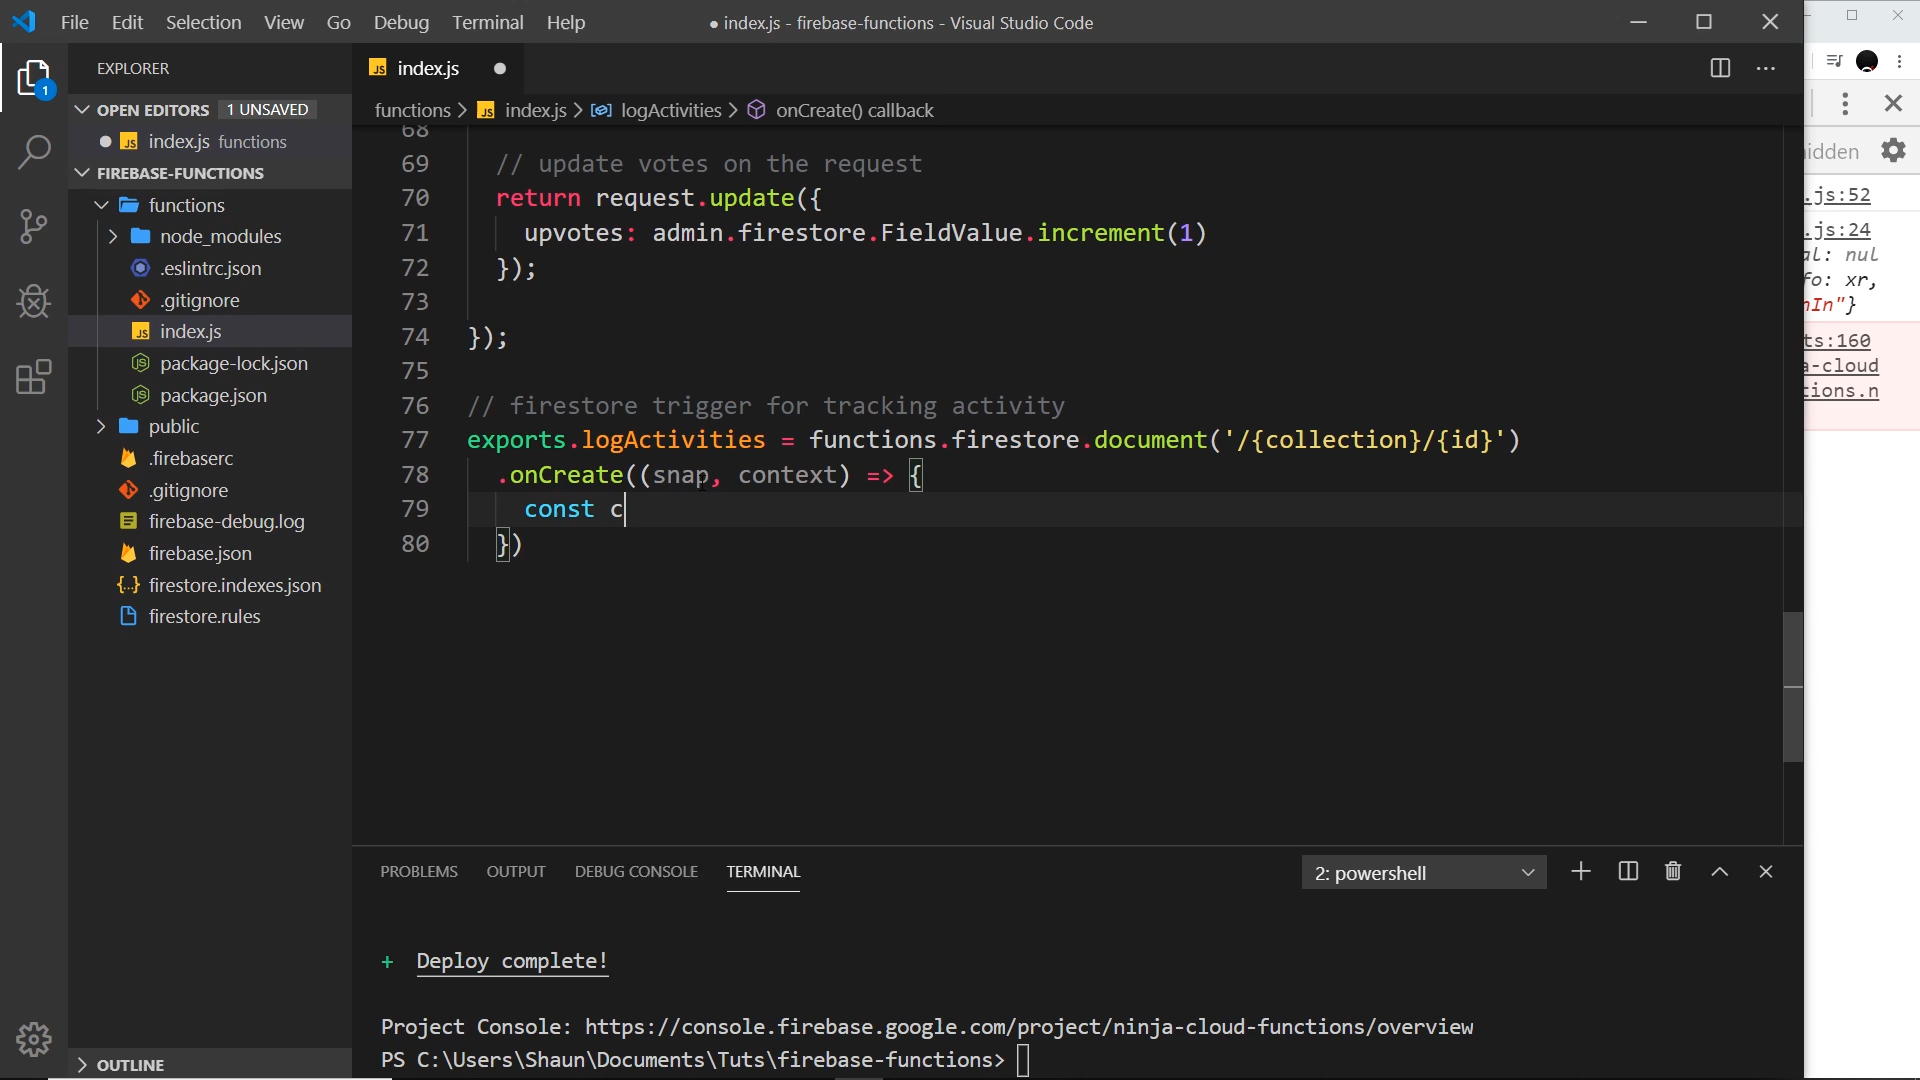 File Edit Selection View Go Debug Terminal Help
● index.js - firebase-functions - Visual Studio Code
EXPLORER
OPEN EDITORS 1 UNSAVED
index.js functions
FIREBASE-FUNCTIONS
functions
node_modules
.eslintrc.json
.gitignore
index.js
package-lock.json
package.json
public
.firebaserc
.gitignore
firebase-debug.log
firebase.json
firestore.indexes.json
firestore.rules
OUTLINE
index.js
functions > index.js > logActivities > onCreate() callback
68
69 // update votes on the request
70 return request.update({
71 upvotes: admin.firestore.FieldValue.increment(1)
72 });
73
74 });
75
76 // firestore trigger for tracking activity
77 exports.logActivities = functions.firestore.document('/{collection}/{id}')
78 .onCreate((snap, context) => {
79 const c
80 })
PROBLEMS OUTPUT DEBUG CONSOLE TERMINAL
2: powershell
+ Deploy complete!
Project Console: https://console.firebase.google.com/project/ninja-cloud-functions/overview
PS C:\Users\Shaun\Documents\Tuts\firebase-functions>
idden
.js:52
.js:24
al: nul
fo: xr,
nIn"}
ts:160
a-cloud
tions.n